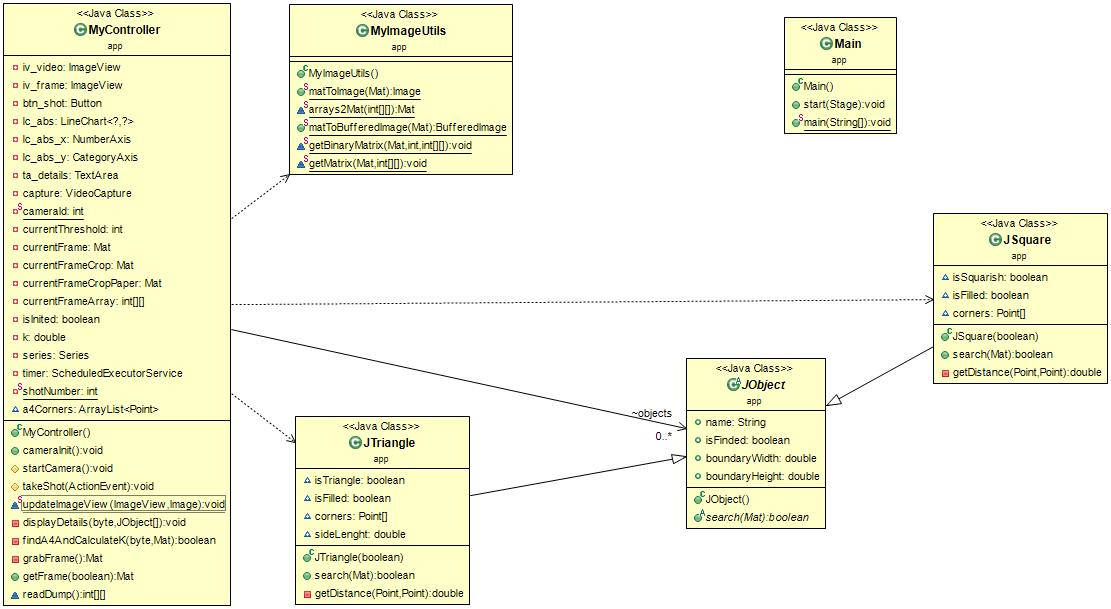 <<Java Class>>
MyController
app
iv_video: ImageView
iv_frame: ImageView
btn_shot: Button
lc_abs: LineChart<?,?>
lc_abs_x: NumberAxis
lc_abs_y: CategoryAxis
ta_details: TextArea
capture: VideoCapture
cameraId: int
currentThreshold: int
currentFrame: Mat
currentFrameCrop: Mat
currentFrameCropPaper: Mat
currentFrameArray: int[][]
isInited: boolean
k: double
series: Series
timer: ScheduledExecutorService
shotNumber: int
a4Corners: ArrayList<Point>
MyController()
cameraInit():void
startCamera():void
takeShot(ActionEvent):void
updateImageView(ImageView,Image):void
displayDetails(byte,JObject[]):void
findA4AndCalculateK(byte,Mat):boolean
grabFrame():Mat
getFrame(boolean):Mat
readDump():int[][]
<<Java Class>>
MyImageUtils
app
MyImageUtils()
matToImage(Mat):Image
arrays2Mat(int[][]):Mat
matToBufferedImage(Mat):BufferedImage
getBinaryMatrix(Mat,int,int[][]):void
getMatrix(Mat,int[][]):void
<<Java Class>>
Main
app
Main()
start(Stage):void
main(String[]):void
<<Java Class>>
JSquare
app
isSquarish: boolean
isFilled: boolean
corners: Point[]
JSquare(boolean)
search(Mat):boolean
getDistance(Point,Point):double
<<Java Class>>
JObject
app
name: String
isFinded: boolean
boundaryWidth: double
boundaryHeight: double
JObject()
search(Mat):boolean
~objects
0..*
<<Java Class>>
JTriangle
app
isTriangle: boolean
isFilled: boolean
corners: Point[]
sideLenght: double
JTriangle(boolean)
search(Mat):boolean
getDistance(Point,Point):double